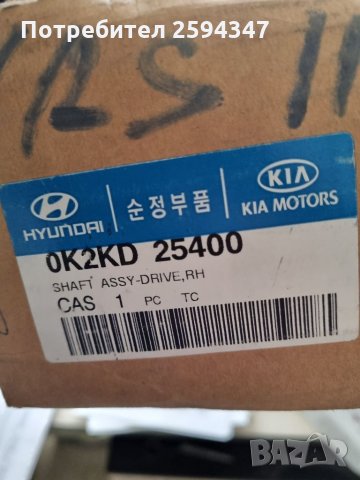 Потребител 2594347
HYUNDAI 순정부품 KIA KIA MOTORS
0K2KD 25400
SHAFT ASSY-DRIVE,RH
CAS 1 PC TC
BAZAR